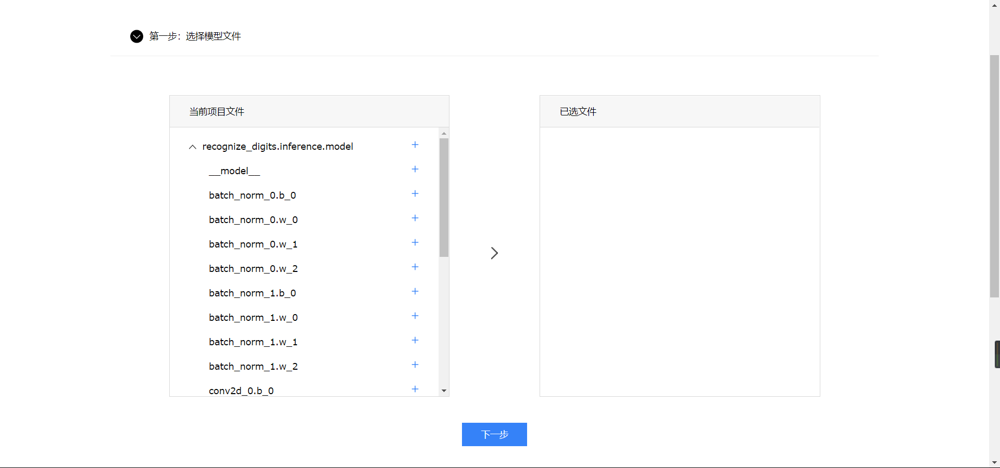 第一步：选择模型文件
当前项目文件
recognize_digits.inference.model
__model__
batch_norm_0.b_0
batch_norm_0.w_0
batch_norm_0.w_1
batch_norm_0.w_2
batch_norm_1.b_0
batch_norm_1.w_0
batch_norm_1.w_1
batch_norm_1.w_2
conv2d_0.b_0
已选文件
下一步